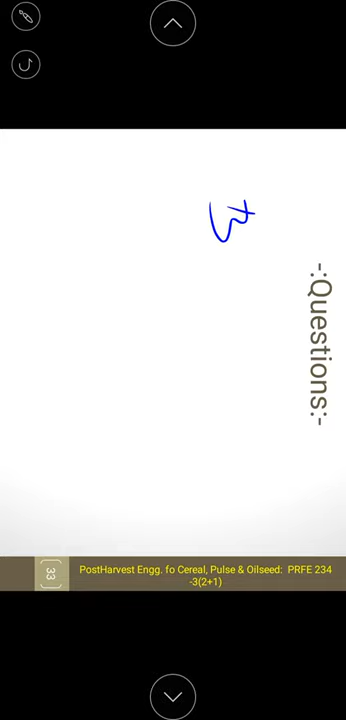 -:Questions:-
PostHarvest Engg. fo Cereal, Pulse & Oilseed: PRFE 234
-3(2+1)
33